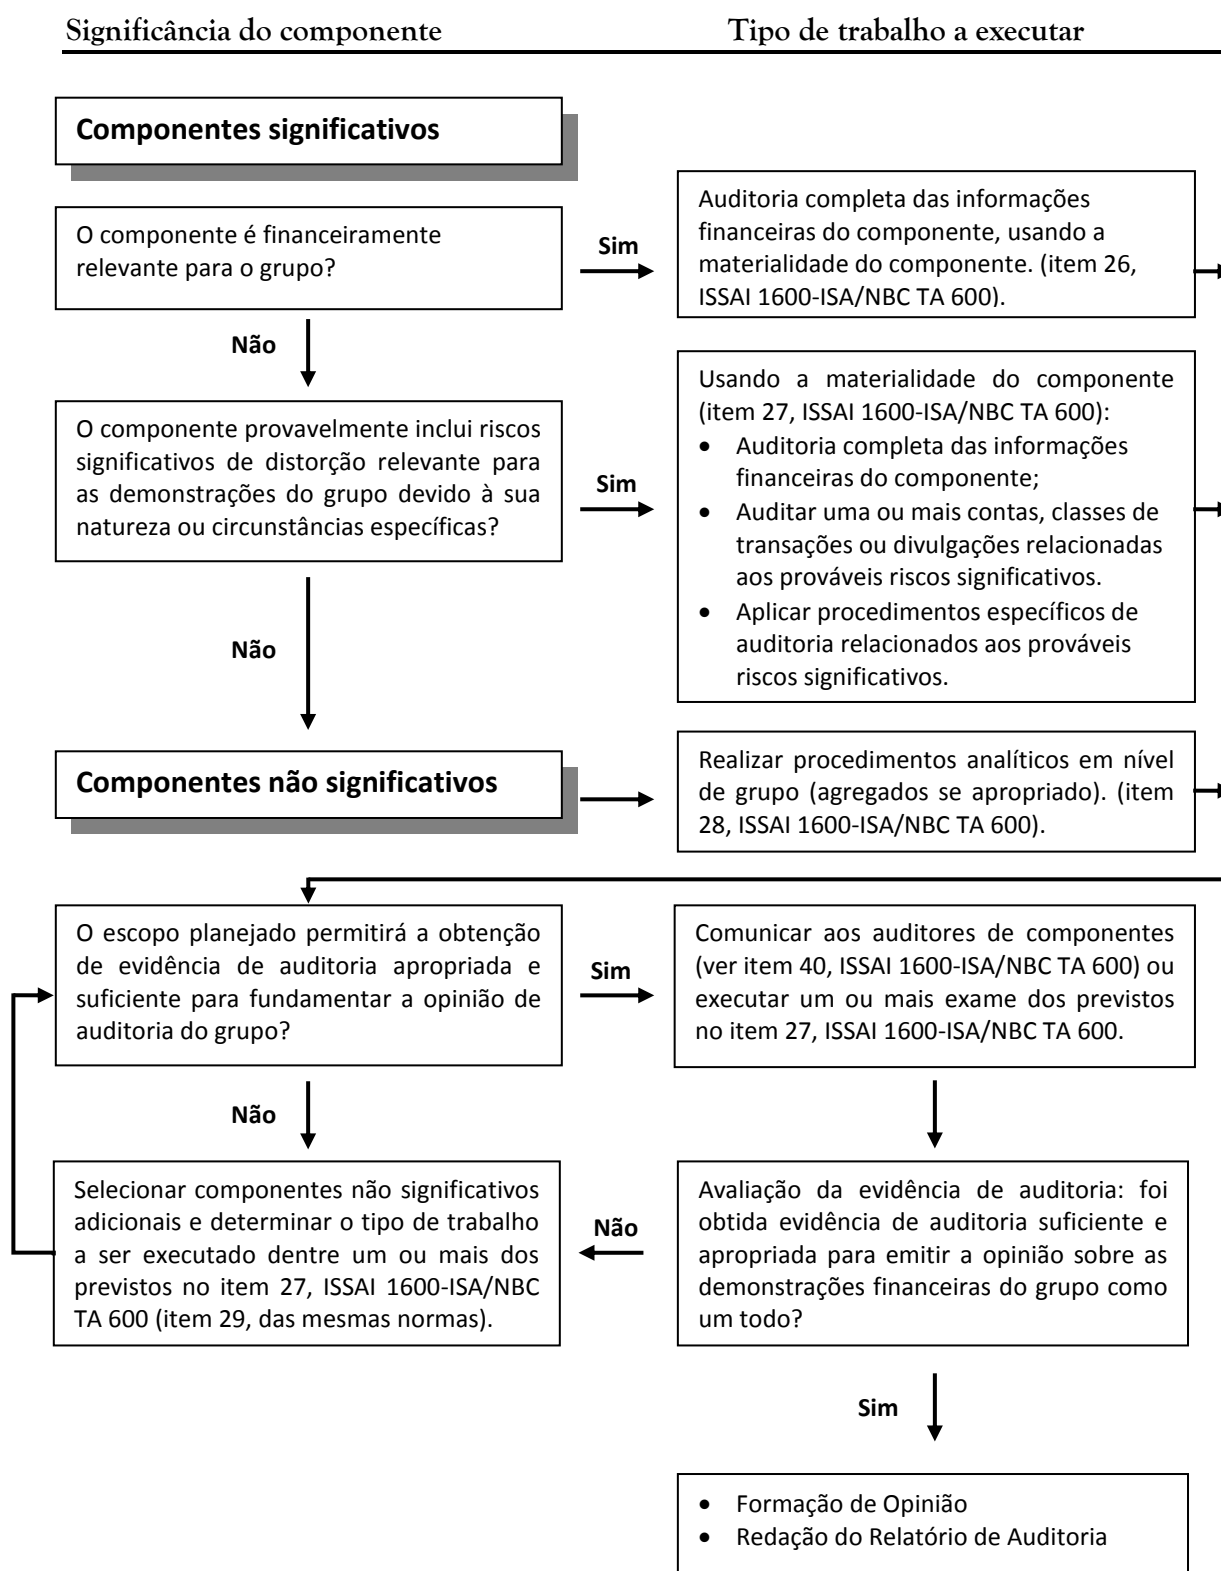 Significância do componente
Tipo de trabalho a executar
Componentes significativos
O componente é financeiramente
relevante para o grupo?
Sim
Auditoria completa das informações
financeiras do componente, usando a
materialidade do componente. (item 26,
ISSAI 1600-ISA/NBC TA 600).
Não
O componente provavelmente inclui riscos
significativos de distorção relevante para
as demonstrações do grupo devido à sua
natureza ou circunstâncias específicas?
Sim
Usando a materialidade do componente
(item 27, ISSAI 1600-ISA/NBC TA 600):
• Auditoria completa das informações
financeiras do componente;
• Auditar uma ou mais contas, classes de
transações ou divulgações relacionadas
aos prováveis riscos significativos.
• Aplicar procedimentos específicos de
auditoria relacionados aos prováveis
riscos significativos.
Não
Componentes não significativos
Realizar procedimentos analíticos em nível
de grupo (agregados se apropriado). (item
28, ISSAI 1600-ISA/NBC TA 600).
O escopo planejado permitirá a obtenção
de evidência de auditoria apropriada e
suficiente para fundamentar a opinião de
auditoria do grupo?
Sim
Comunicar aos auditores de componentes
(ver item 40, ISSAI 1600-ISA/NBC TA 600) ou
executar um ou mais exame dos previstos
no item 27, ISSAI 1600-ISA/NBC TA 600.
Não
Selecionar componentes não significativos
adicionais e determinar o tipo de trabalho
a ser executado dentre um ou mais dos
previstos no item 27, ISSAI 1600-ISA/NBC
TA 600 (item 29, das mesmas normas).
Não
Avaliação da evidência de auditoria: foi
obtida evidência de auditoria suficiente e
apropriada para emitir a opinião sobre as
demonstrações financeiras do grupo como
um todo?
Sim
• Formação de Opinião
• Redação do Relatório de Auditoria